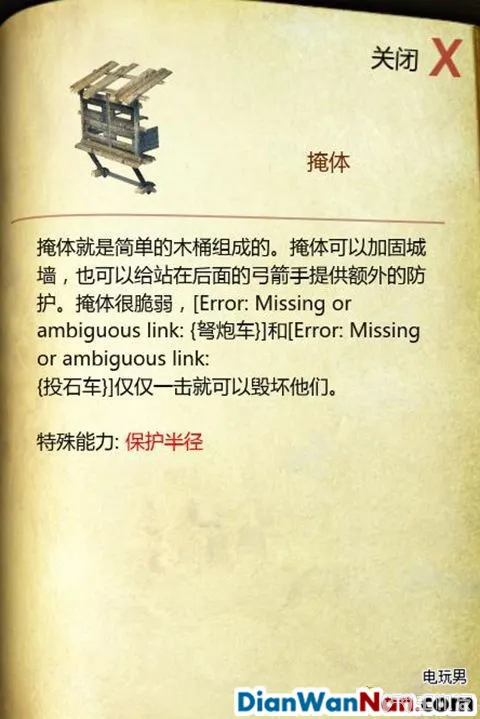 关闭 X
掩体
掩体就是简单的木桶组成的。掩体可以加固城
墙，也可以给站在后面的弓箭手提供额外的防
护。掩体很脆弱，[Error: Missing or
ambiguous link: {弩炮车}]和[Error: Missing
or ambiguous link:
{投石车}]仅仅一击就可以毁坏他们。
特殊能力: 保护半径
电玩男
DianWanNan.com